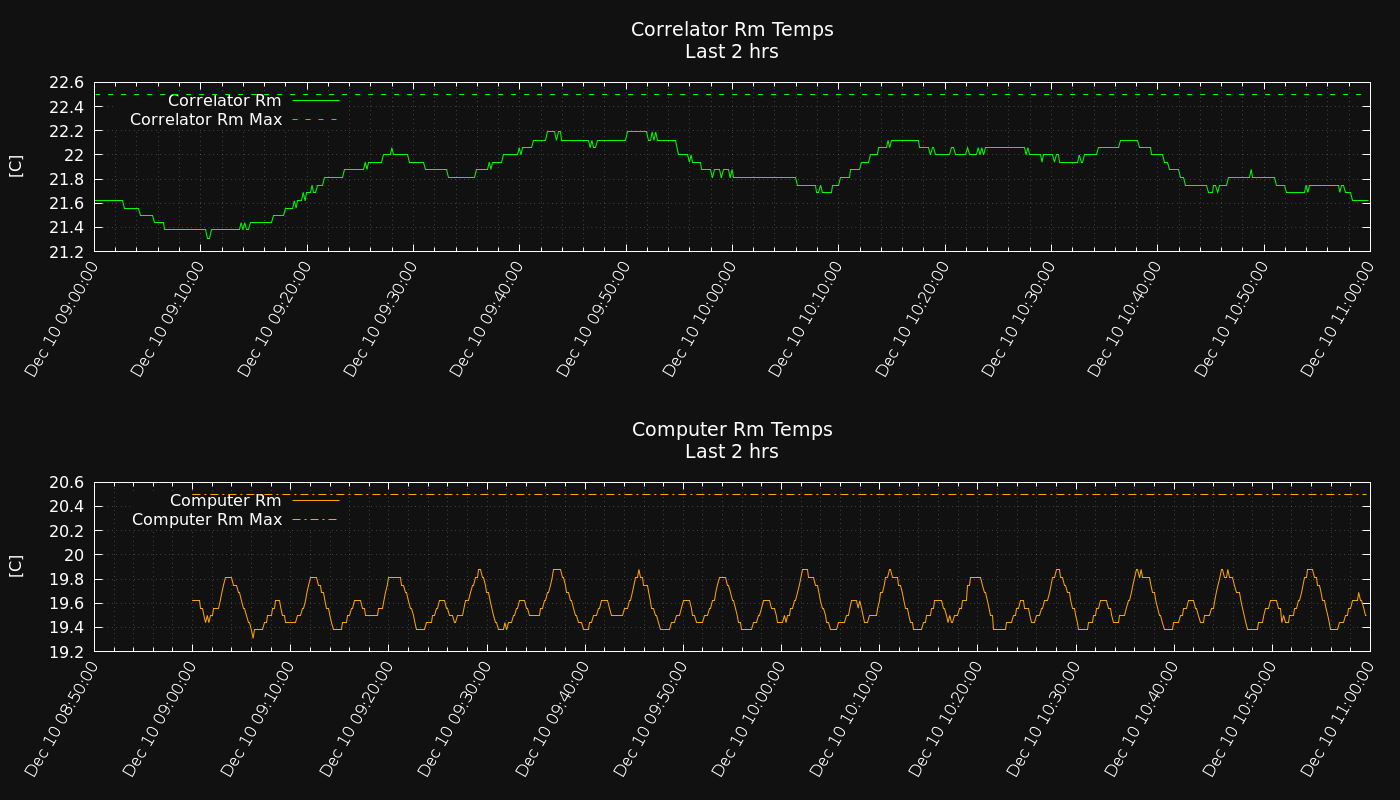 Correlator Rm Temps
Last 2 hrs
22.6
22.4
22.2
22
21.8
21.6
21.4
21.2
[C]
Correlator Rm
Correlator Rm Max
Dec 10 09:00:00
Dec 10 09:10:00
Dec 10 09:20:00
Dec 10 09:30:00
Dec 10 09:40:00
Dec 10 09:50:00
Dec 10 10:00:00
Dec 10 10:10:00
Dec 10 10:20:00
Dec 10 10:30:00
Dec 10 10:40:00
Dec 10 10:50:00
Dec 10 11:00:00
Computer Rm Temps
Last 2 hrs
20.6
20.4
20.2
20
19.8
19.6
19.4
19.2
[C]
Computer Rm
Computer Rm Max
Dec 10 08:50:00
Dec 10 09:00:00
Dec 10 09:10:00
Dec 10 09:20:00
Dec 10 09:30:00
Dec 10 09:40:00
Dec 10 09:50:00
Dec 10 10:00:00
Dec 10 10:10:00
Dec 10 10:20:00
Dec 10 10:30:00
Dec 10 10:40:00
Dec 10 10:50:00
Dec 10 11:00:00